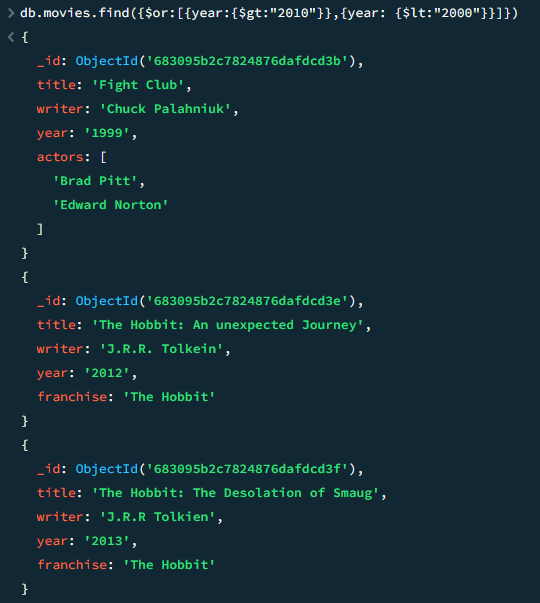 > db.movies.find({$or:[{year:{$gt:"2010"}},{year: {$lt:"2000"}}]})
< {
_id: ObjectId('683095b2c7824876dafdcd3b'),
title: 'Fight Club',
writer: 'Chuck Palahniuk',
year: '1999',
actors: [
'Brad Pitt',
'Edward Norton'
]
}
{
_id: ObjectId('683095b2c7824876dafdcd3e'),
title: 'The Hobbit: An unexpected Journey',
writer: 'J.R.R. Tolkein',
year: '2012',
franchise: 'The Hobbit'
}
{
_id: ObjectId('683095b2c7824876dafdcd3f'),
title: 'The Hobbit: The Desolation of Smaug',
writer: 'J.R.R Tolkien',
year: '2013',
franchise: 'The Hobbit'
}